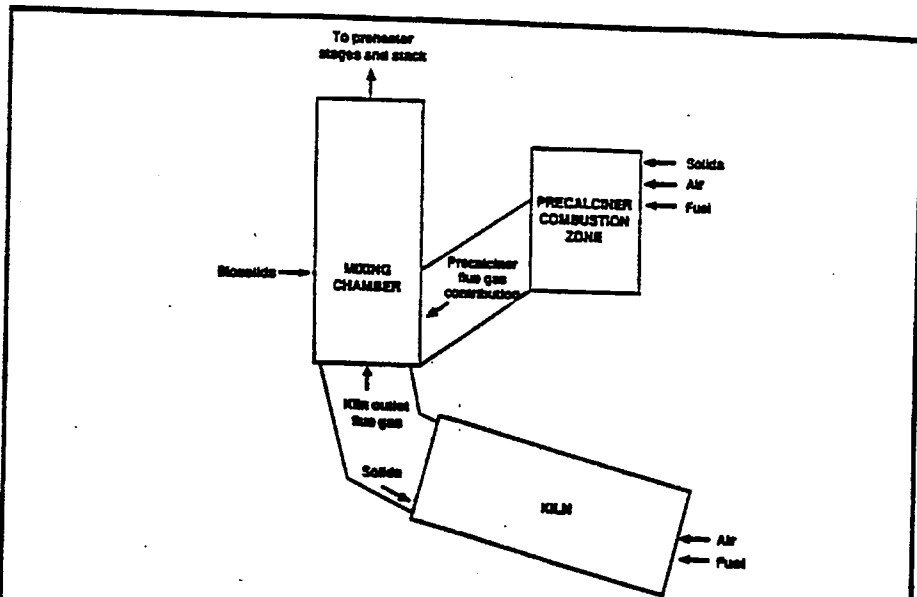 To preheater
stages and stack
Solids
Air
Fuel
PRECALCINER
COMBUSTION
ZONE
Biosolids
MIXING
CHAMBER
Precalciner
flue gas
contribution
Kiln outlet
flue gas
Solids
KILN
Air
Fuel